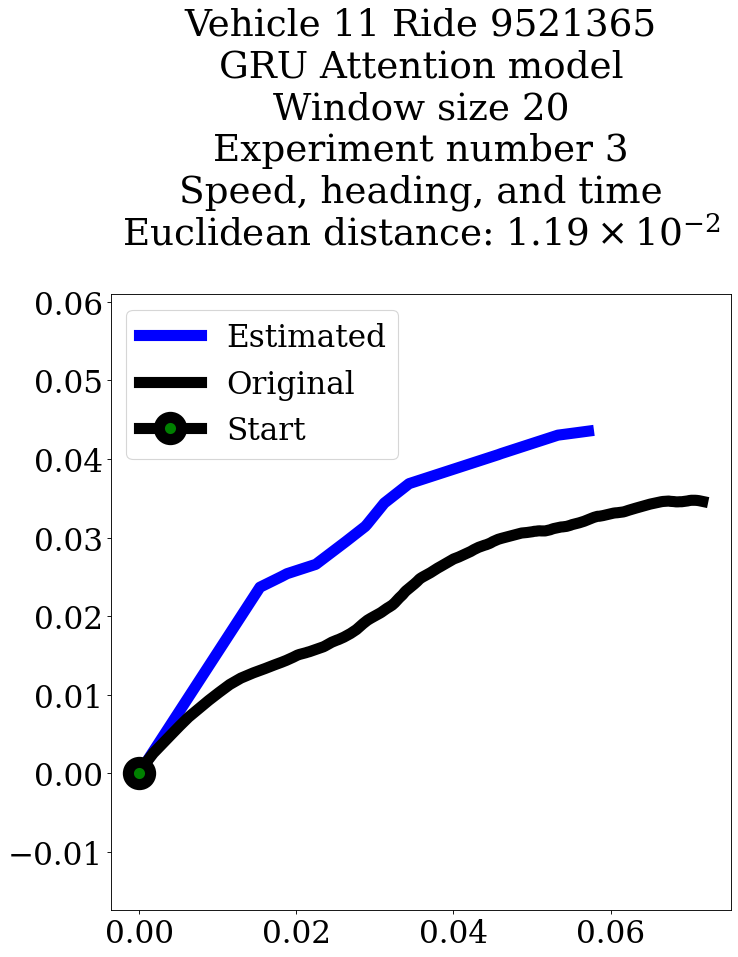 Vehicle 11 Ride 9521365
GRU Attention model
Window size 20
Experiment number 3
Speed, heading, and time
Euclidean distance: 1.19 × 10⁻²
0.06
0.05
0.04
0.03
0.02
0.01
0.00
−0.01
Estimated
Original
Start
0.00 0.02 0.04 0.06